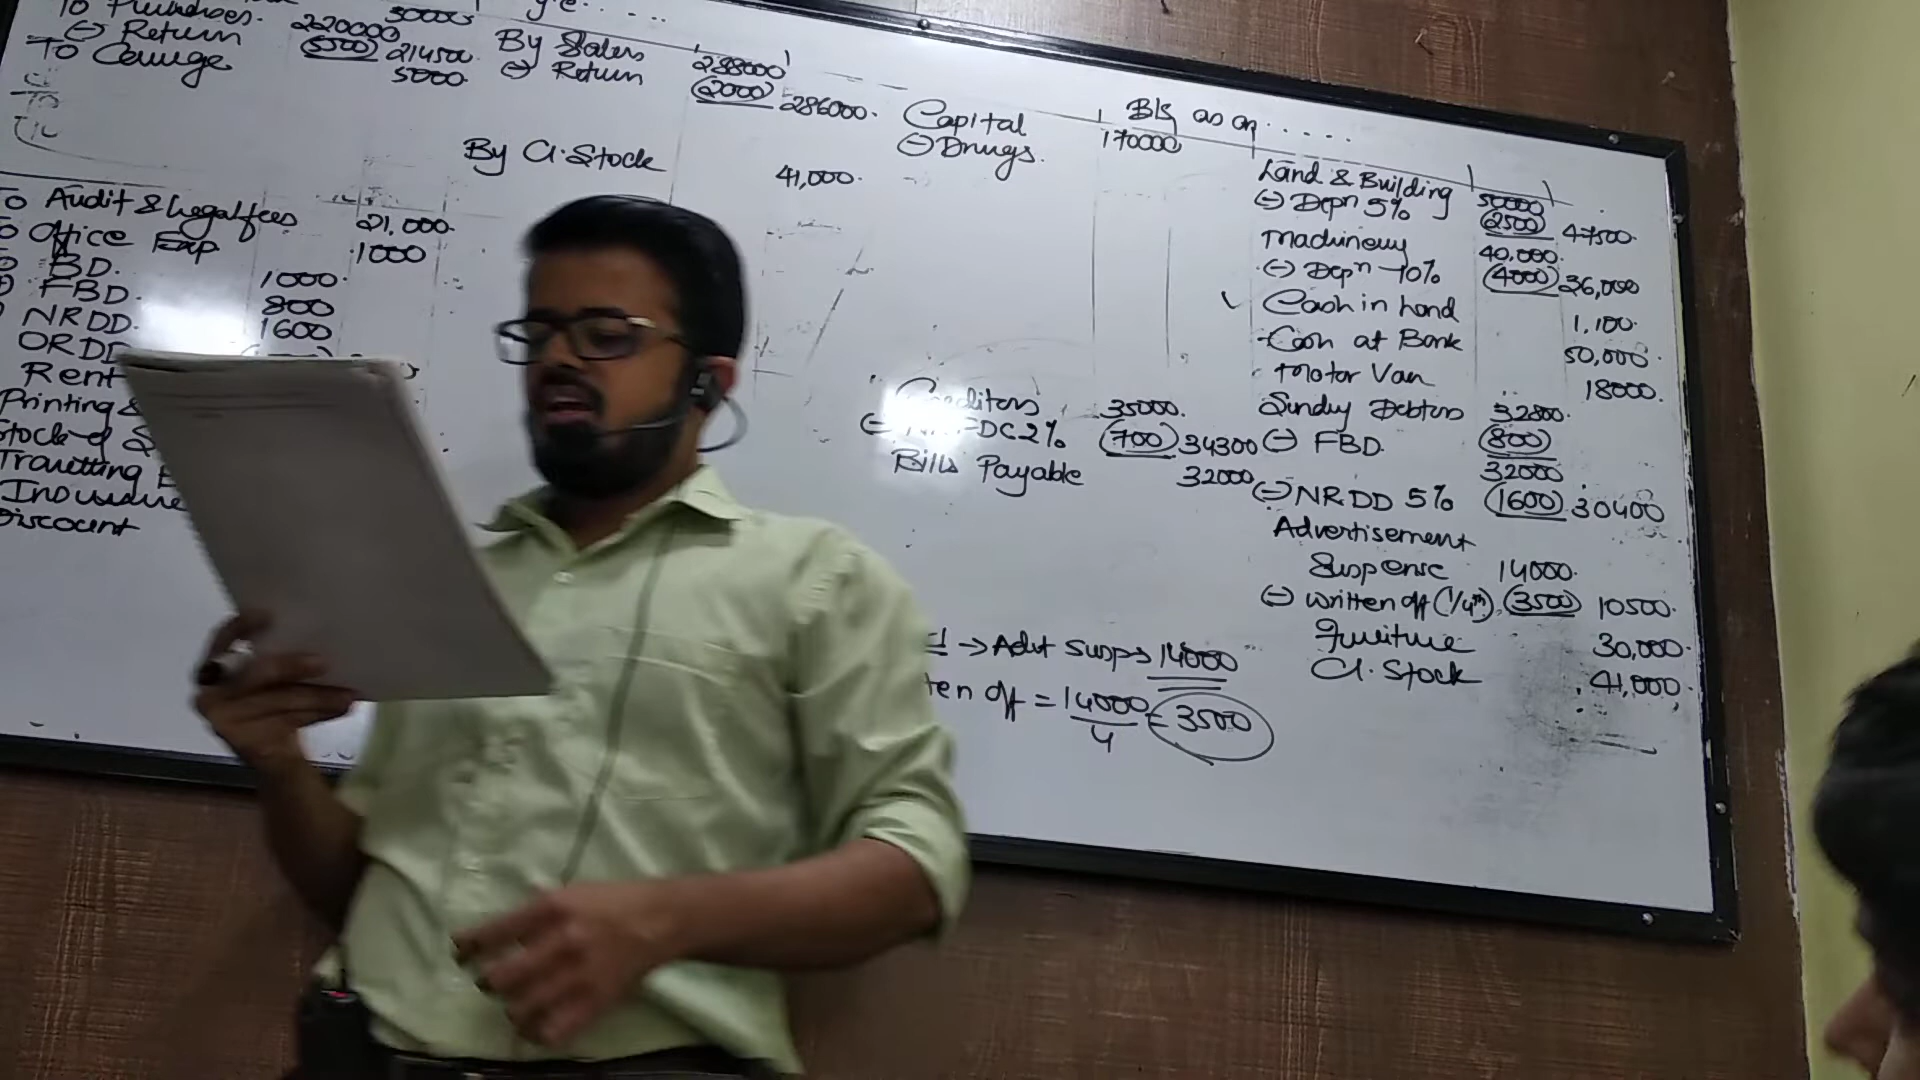 To
Return 220000 30000
(5500) 214500
To 5000
By Sales 288000
⊖ Return (2000) 286000.
By Cl. Stock 41,000.
To Audit & Legal fees 21,000.
To Office Exp 1000
BD. 1000.
FBD. 800
NRDD. 1600
ORDD
Rent
Printing &
Stock of S
Insurance
Discount
B/s as on .....
Capital 170000
⊖ Drwgs.
Creditors 35000.
DC 2% (700) 34300
Bills Payable 32000
Land & Building 50000
⊖ Depn 5% (2500) 47500.
Machinery 40,000.
⊖ Depn - 10% (4000) 36,000
Cash in hand 1,100.
Cash at Bank 50,000.
Motor Van 18000.
Sundry Debtors 32800.
⊖ FBD. (800)
32000
⊖ NRDD 5% (1600) 30400
Advertisement
Suspense 14000.
⊖ written off (1/4th). (3500) 10500.
Furniture 30,000.
Cl. Stock 41,000.
→ Advt susps 14000
ten off = 14000/4 = 3500